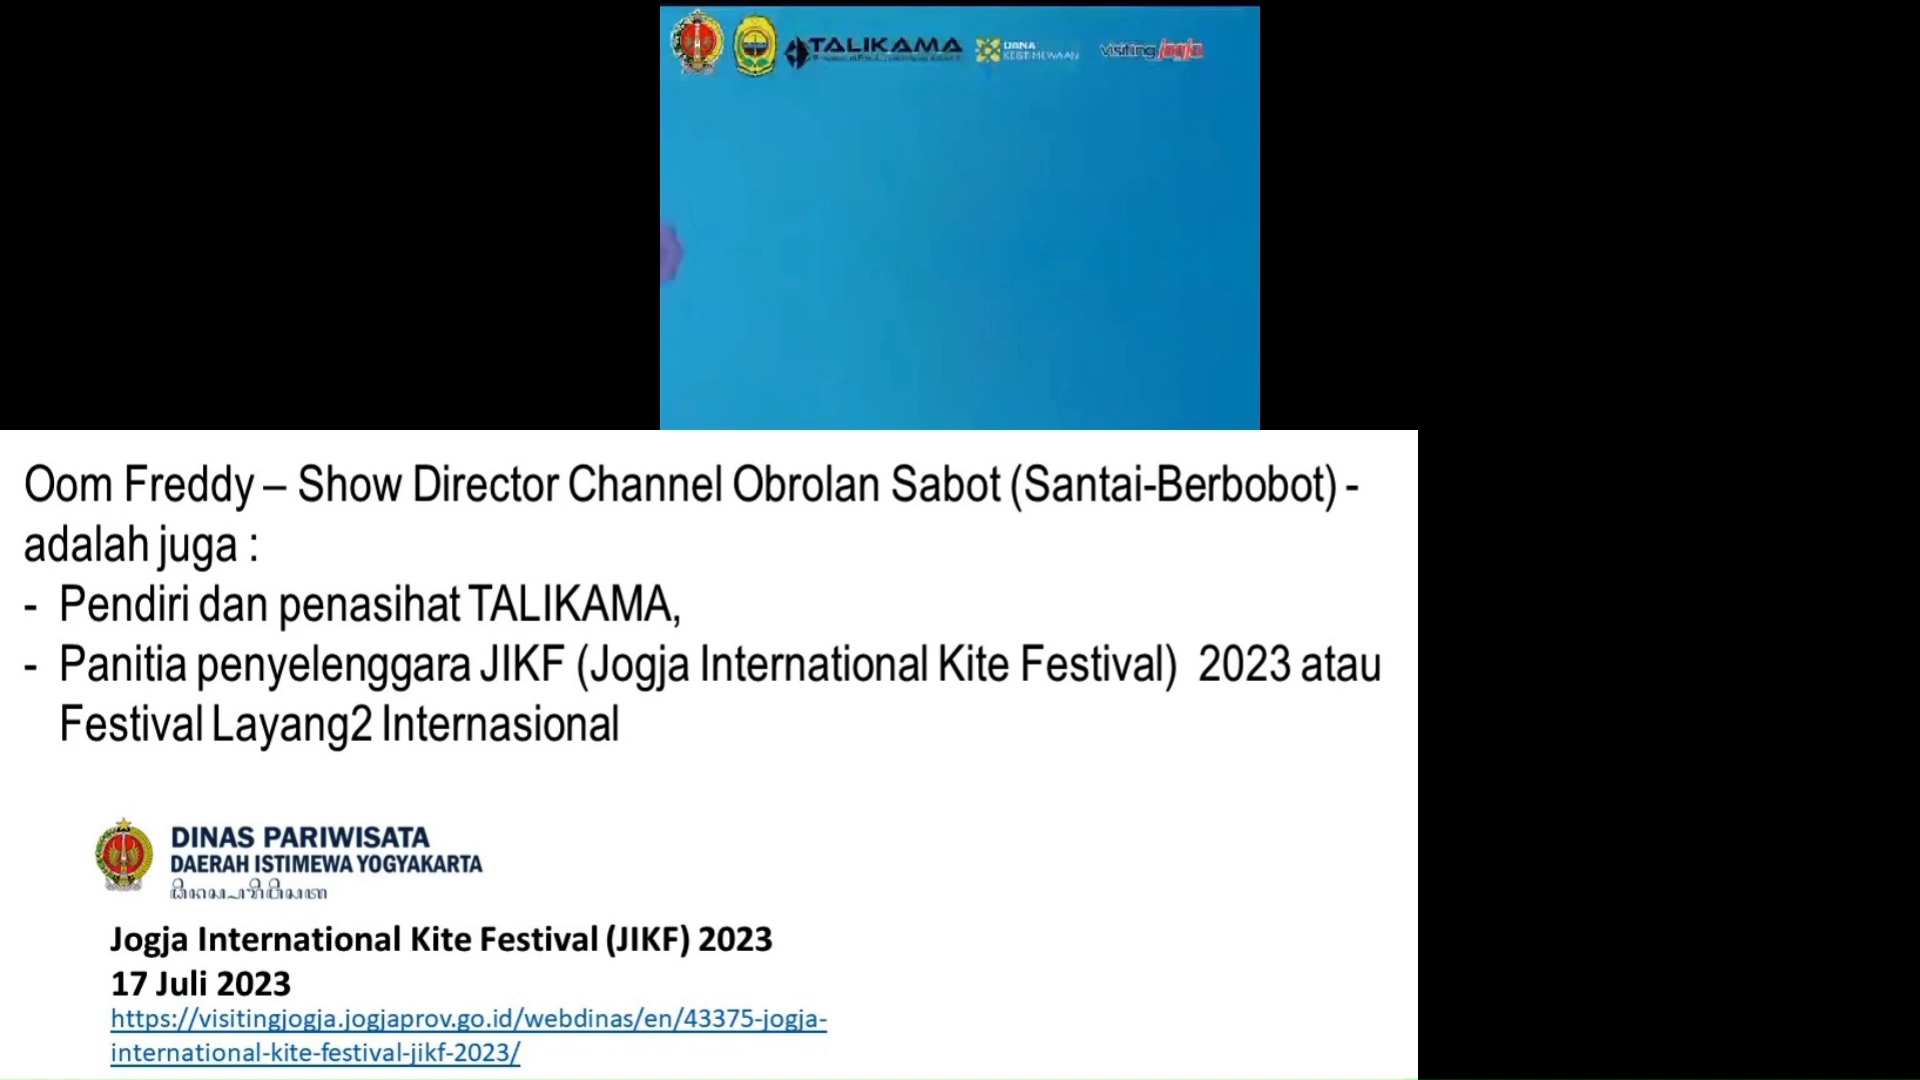 TALIKAMA
DANA
KEISTIMEWAAN
visiting jogja
Oom Freddy – Show Director Channel Obrolan Sabot (Santai-Berbobot) -
adalah juga :
- Pendiri dan penasihat TALIKAMA,
- Panitia penyelenggara JIKF (Jogja International Kite Festival) 2023 atau
Festival Layang2 Internasional
DINAS PARIWISATA
DAERAH ISTIMEWA YOGYAKARTA
Jogja International Kite Festival (JIKF) 2023
17 Juli 2023
https://visitingjogja.jogjaprov.go.id/webdinas/en/43375-jogja-
international-kite-festival-jikf-2023/